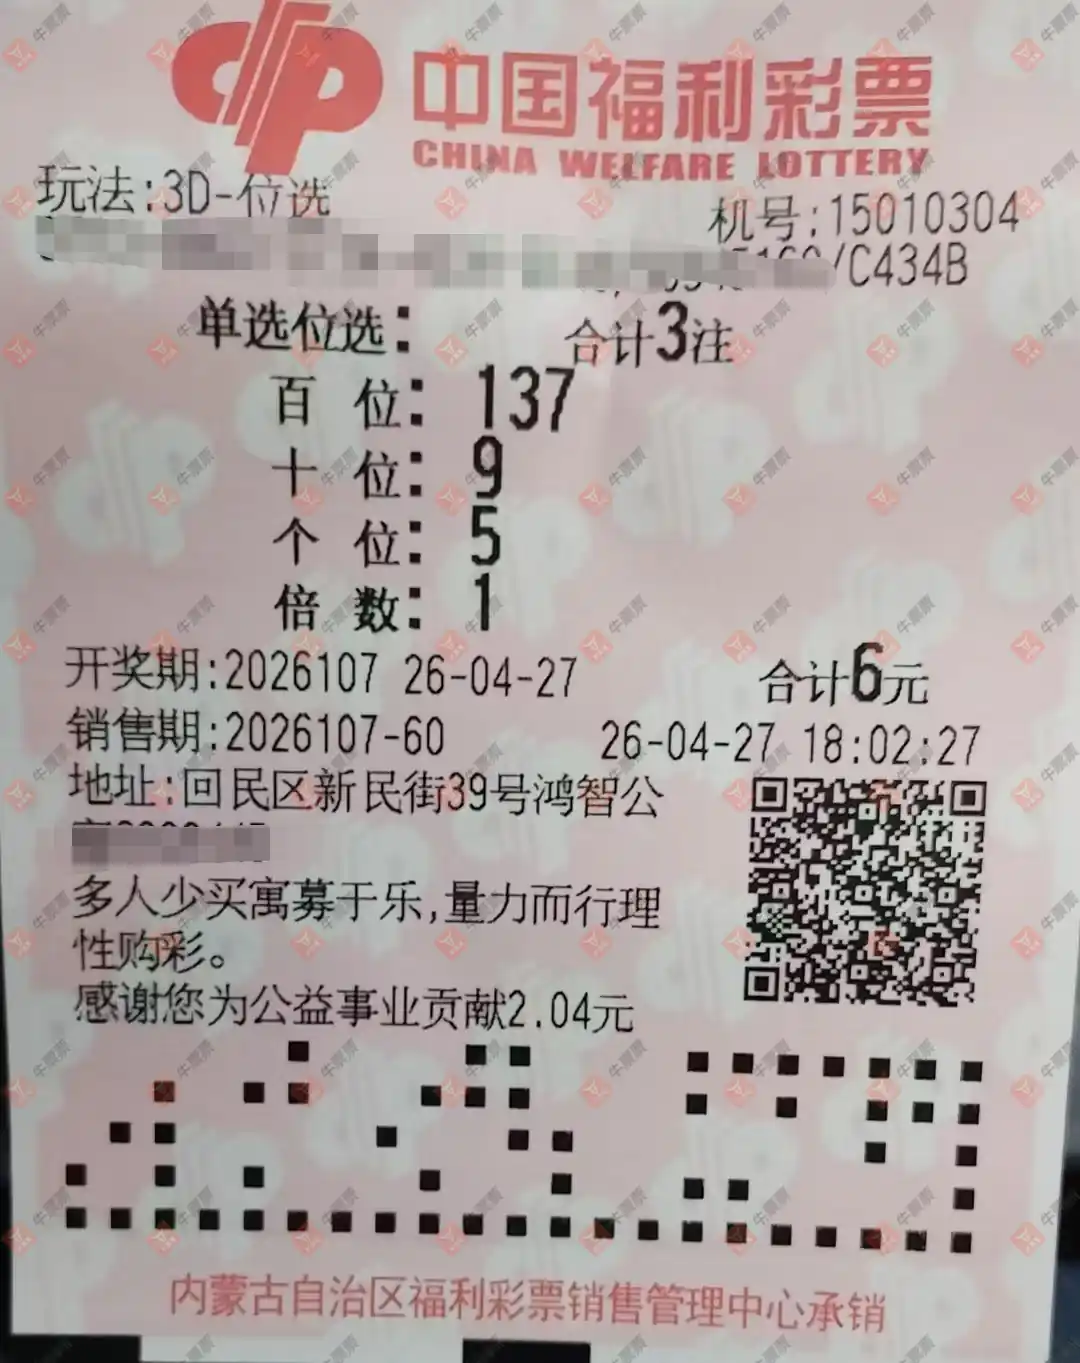 中国福利彩票
CHINA WELFARE LOTTERY
玩法:3D-位选
机号:15010304
/C434B
单选位选: 合计3注
百 位: 137
十 位: 9
个 位: 5
倍 数: 1
开奖期:2026107 26-04-27 合计6元
销售期:2026107-60 26-04-27 18:02:27
地址:回民区新民街39号鸿智公
多人少买寓募于乐,量力而行理
性购彩。
感谢您为公益事业贡献2.04元
内蒙古自治区福利彩票销售管理中心承销
牛票票